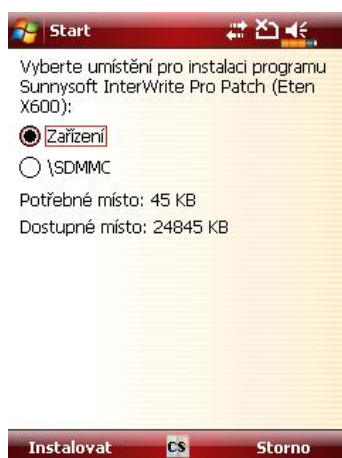 Start
Vyberte umístění pro instalaci programu
Sunnysoft InterWrite Pro Patch (Eten
X600):
Zařízení
\SDMMC
Potřebné místo: 45 KB
Dostupné místo: 24845 KB
Instalovat CS Storno